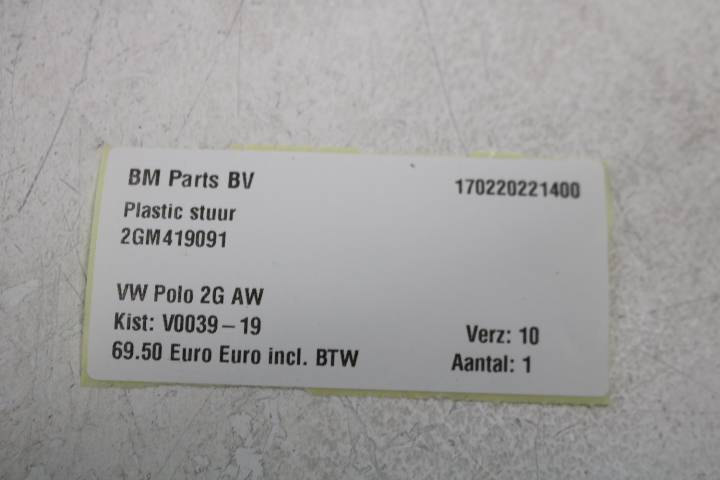 BM Parts BV 170220221400
Plastic stuur
2GM419091
VW Polo 2G AW
Kist: V0039 – 19 Verz: 10
69.50 Euro Euro incl. BTW Aantal: 1